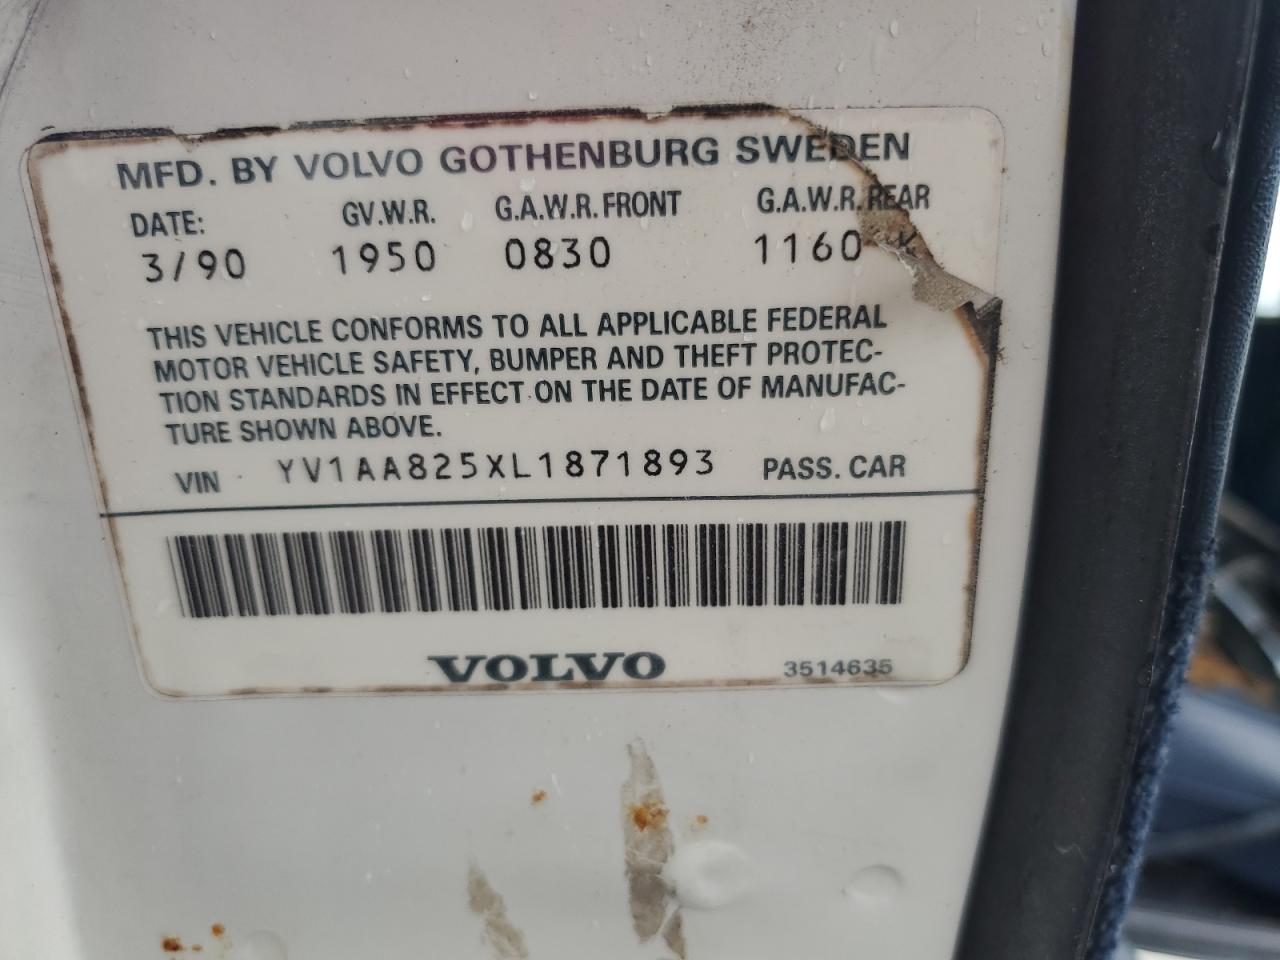 MFD. BY VOLVO GOTHENBURG SWEDEN
DATE: GV.W.R. G.A.W.R. FRONT G.A.W.R. REAR
3/90 1950 0830 1160 K
THIS VEHICLE CONFORMS TO ALL APPLICABLE FEDERAL
MOTOR VEHICLE SAFETY, BUMPER AND THEFT PROTEC-
TION STANDARDS IN EFFECT ON THE DATE OF MANUFAC-
TURE SHOWN ABOVE.
VIN YV1AA825XL1871893 PASS. CAR
VOLVO 3514635